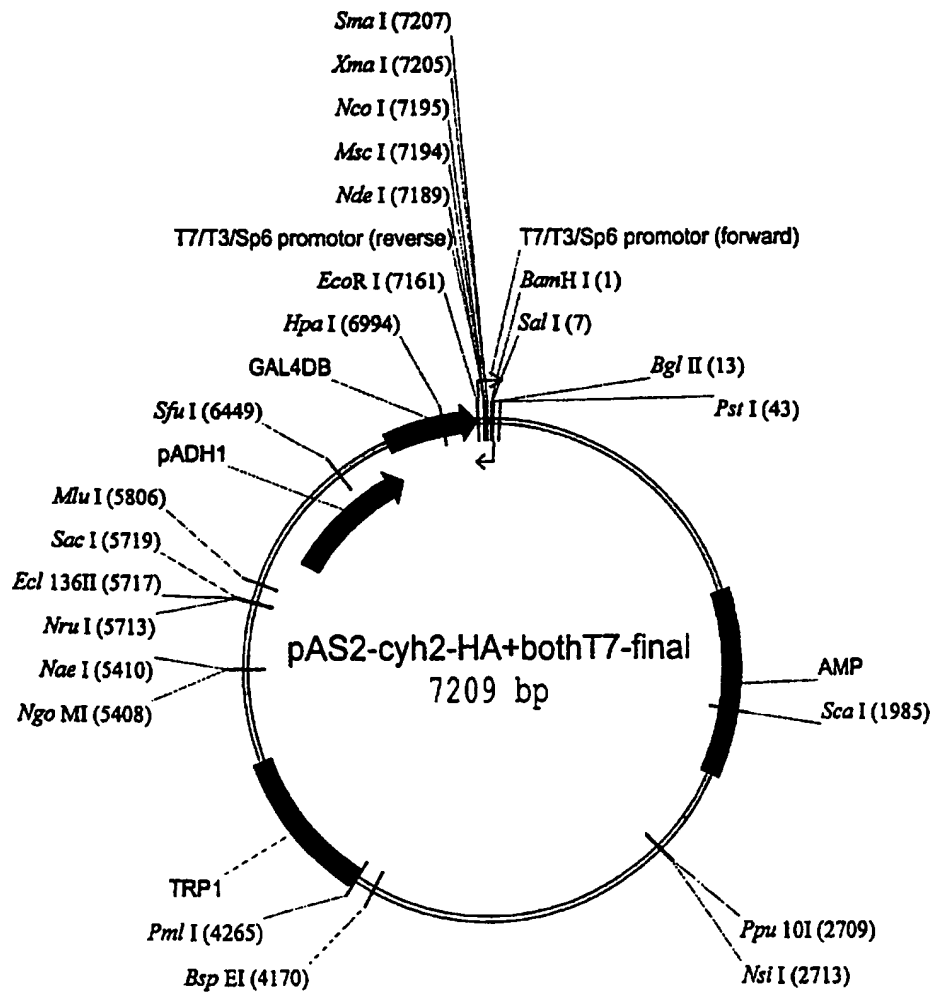 Sma I (7207)
Xma I (7205)
Nco I (7195)
Msc I (7194)
Nde I (7189)
T7/T3/Sp6 promotor (reverse)
T7/T3/Sp6 promotor (forward)
EcoR I (7161)
BamH I (1)
Hpa I (6994)
Sal I (7)
GAL4DB
Bgl II (13)
Sfu I (6449)
Pst I (43)
pADH1
Mlu I (5806)
Sac I (5719)
Ecl 136II (5717)
Nru I (5713)
Nae I (5410)
Ngo MI (5408)
pAS2-cyh2-HA+bothT7-final
7209 bp
AMP
Sca I (1985)
TRP1
Pml I (4265)
Bsp EI (4170)
Ppu 10I (2709)
Nsi I (2713)